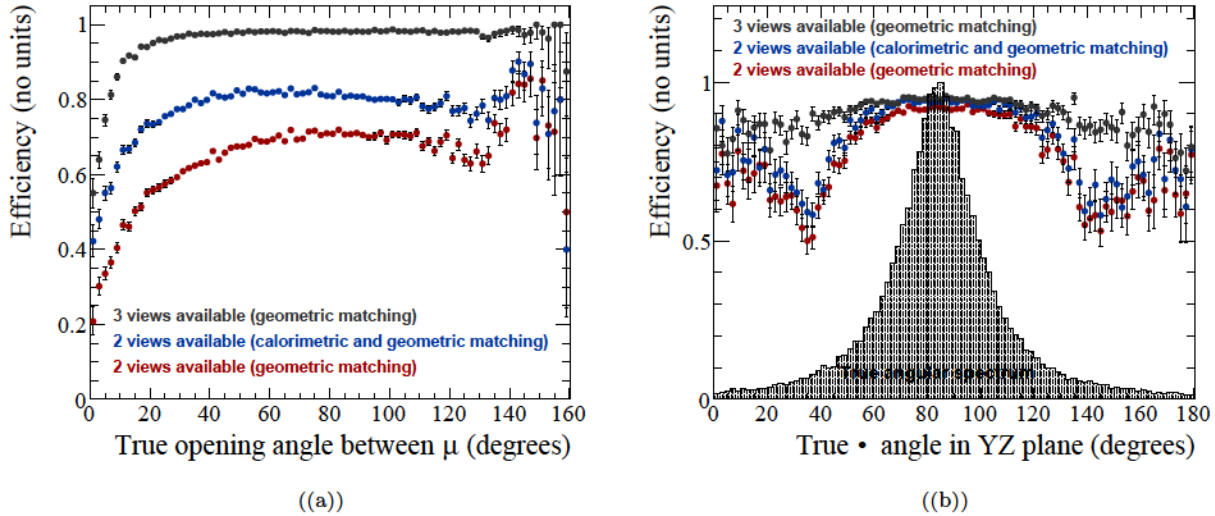 Efficiency (no units)
1
0.8
0.6
0.4
0.2
0
3 views available (geometric matching)
2 views available (calorimetric and geometric matching)
2 views available (geometric matching)
0 20 40 60 80 100 120 140 160
True opening angle between μ (degrees)
((a))
Efficiency (no units)
3 views available (geometric matching)
2 views available (calorimetric and geometric matching)
2 views available (geometric matching)
1
0.5
0
True angular spectrum
0 20 40 60 80 100 120 140 160 180
True • angle in YZ plane (degrees)
((b))